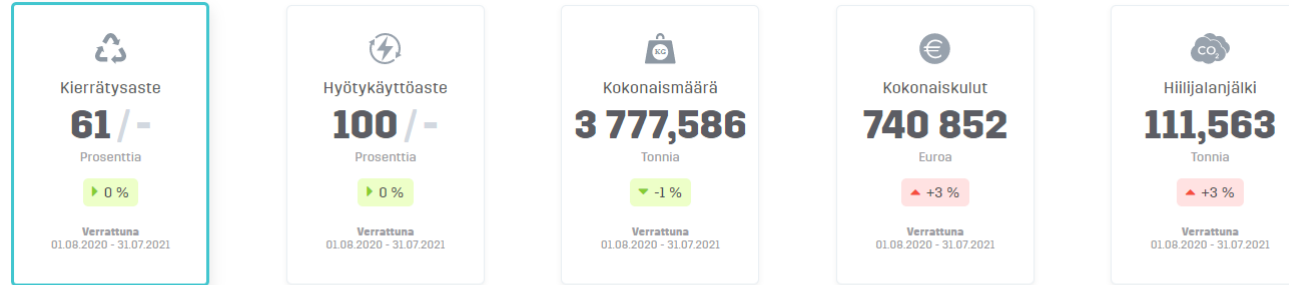 Kierrätysaste
61 / -
Prosenttia
0 %
Verrattuna
01.08.2020 - 31.07.2021
Hyötykäyttöaste
100 / -
Prosenttia
0 %
Verrattuna
01.08.2020 - 31.07.2021
KG
Kokonaismäärä
3 777,586
Tonnia
-1 %
Verrattuna
01.08.2020 - 31.07.2021
€
Kokonaiskulut
740 852
Euroa
+3 %
Verrattuna
01.08.2020 - 31.07.2021
CO2
Hiilijalanjälki
111,563
Tonnia
+3 %
Verrattuna
01.08.2020 - 31.07.2021